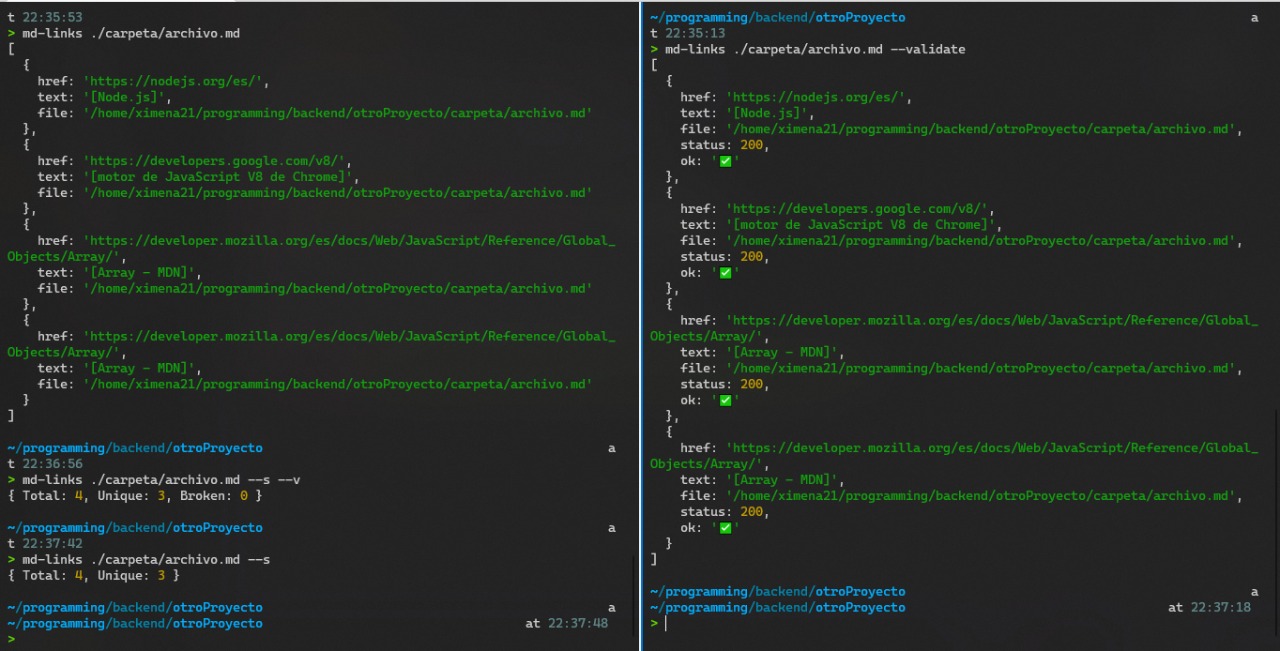 t 22:35:53
> md-links ./carpeta/archivo.md
[
  {
    href: 'https://nodejs.org/es/',
    text: '[Node.js]',
    file: '/home/ximena21/programming/backend/otroProyecto/carpeta/archivo.md'
  },
  {
    href: 'https://developers.google.com/v8/',
    text: '[motor de JavaScript V8 de Chrome]',
    file: '/home/ximena21/programming/backend/otroProyecto/carpeta/archivo.md'
  },
  {
    href: 'https://developer.mozilla.org/es/docs/Web/JavaScript/Reference/Global_
Objects/Array/',
    text: '[Array - MDN]',
    file: '/home/ximena21/programming/backend/otroProyecto/carpeta/archivo.md'
  },
  {
    href: 'https://developer.mozilla.org/es/docs/Web/JavaScript/Reference/Global_
Objects/Array/',
    text: '[Array - MDN]',
    file: '/home/ximena21/programming/backend/otroProyecto/carpeta/archivo.md'
  }
]
~/programming/backend/otroProyecto a
t 22:36:56
> md-links ./carpeta/archivo.md --s --v
{ Total: 4, Unique: 3, Broken: 0 }
~/programming/backend/otroProyecto a
t 22:37:42
> md-links ./carpeta/archivo.md --s
{ Total: 4, Unique: 3 }
~/programming/backend/otroProyecto a
~/programming/backend/otroProyecto at 22:37:48
>
~/programming/backend/otroProyecto a
t 22:35:13
> md-links ./carpeta/archivo.md --validate
[
  {
    href: 'https://nodejs.org/es/',
    text: '[Node.js]',
    file: '/home/ximena21/programming/backend/otroProyecto/carpeta/archivo.md',
    status: 200,
    ok: '✅'
  },
  {
    href: 'https://developers.google.com/v8/',
    text: '[motor de JavaScript V8 de Chrome]',
    file: '/home/ximena21/programming/backend/otroProyecto/carpeta/archivo.md',
    status: 200,
    ok: '✅'
  },
  {
    href: 'https://developer.mozilla.org/es/docs/Web/JavaScript/Reference/Global_
Objects/Array/',
    text: '[Array - MDN]',
    file: '/home/ximena21/programming/backend/otroProyecto/carpeta/archivo.md',
    status: 200,
    ok: '✅'
  },
  {
    href: 'https://developer.mozilla.org/es/docs/Web/JavaScript/Reference/Global_
Objects/Array/',
    text: '[Array - MDN]',
    file: '/home/ximena21/programming/backend/otroProyecto/carpeta/archivo.md',
    status: 200,
    ok: '✅'
  }
]
~/programming/backend/otroProyecto a
~/programming/backend/otroProyecto at 22:37:18
>